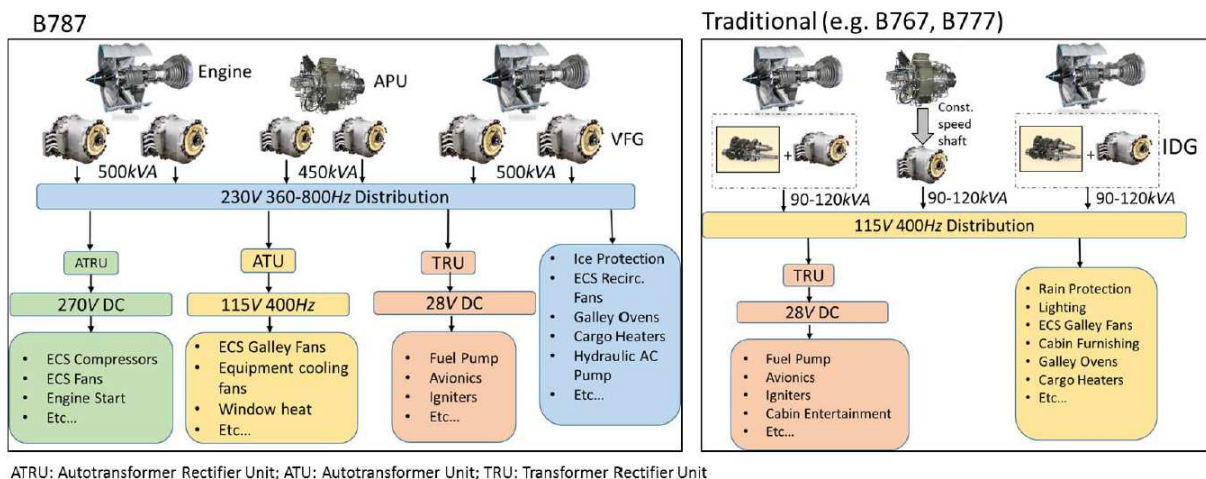 B787
Engine
APU
VFG
500kVA
450kVA
500kVA
230V 360-800Hz Distribution
ATRU
ATU
TRU
270V DC
115V 400Hz
28V DC
• ECS Compressors
• ECS Fans
• Engine Start
• Etc...
• ECS Galley Fans
• Equipment cooling
fans
• Window heat
• Etc...
• Fuel Pump
• Avionics
• Igniters
• Etc...
• Ice Protection
• ECS Recirc.
Fans
• Galley Ovens
• Cargo Heaters
• Hydraulic AC
Pump
• Etc...
Traditional (e.g. B767, B777)
Const.
speed
shaft
+
+
IDG
90-120kVA
90-120kVA
90-120kVA
115V 400Hz Distribution
TRU
28V DC
• Fuel Pump
• Avionics
• Igniters
• Cabin Entertainment
• Etc...
• Rain Protection
• Lighting
• ECS Galley Fans
• Cabin Furnishing
• Galley Ovens
• Cargo Heaters
• Etc...
ATRU: Autotransformer Rectifier Unit; ATU: Autotransformer Unit; TRU: Transformer Rectifier Unit